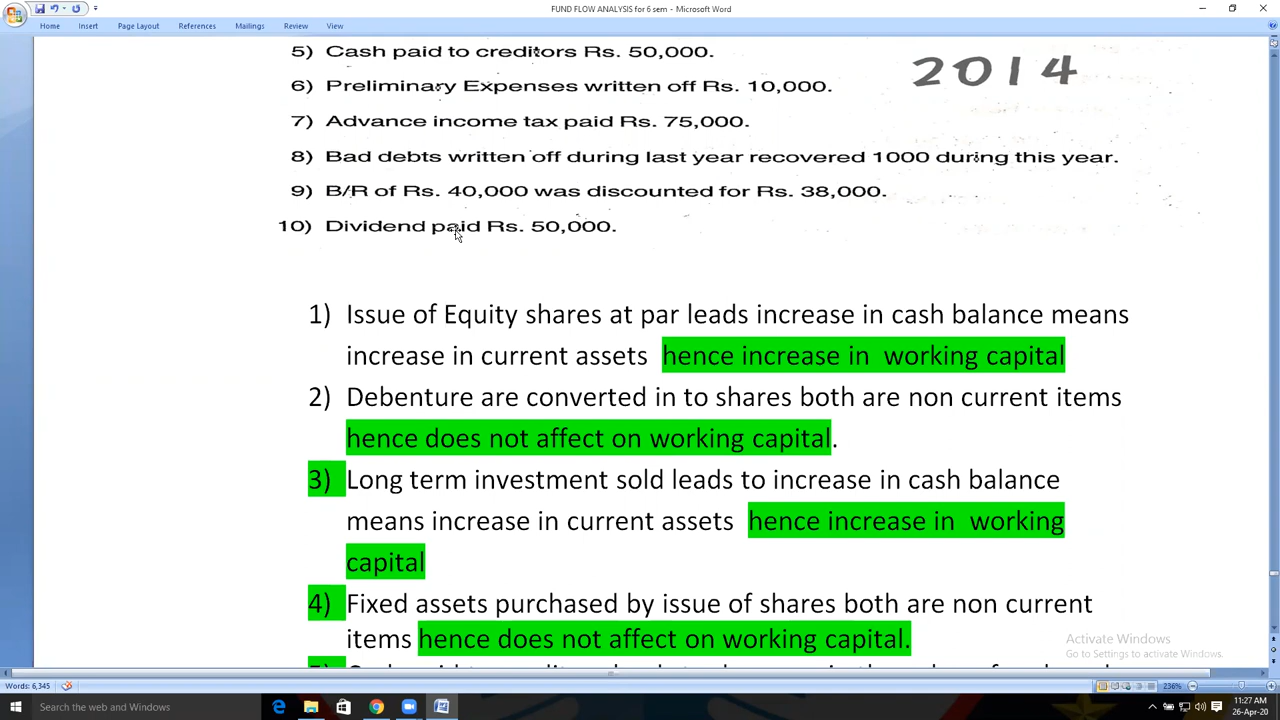 FUND FLOW ANALYSIS for 6 sem - Microsoft Word
Home Insert Page Layout References Mailings Review View
5) Cash paid to creditors Rs. 50,000.
2014
6) Preliminary Expenses written off Rs. 10,000.
7) Advance income tax paid Rs. 75,000.
8) Bad debts written off during last year recovered 1000 during this year.
9) B/R of Rs. 40,000 was discounted for Rs. 38,000.
10) Dividend paid Rs. 50,000.
1) Issue of Equity shares at par leads increase in cash balance means
increase in current assets hence increase in working capital
2) Debenture are converted in to shares both are non current items
hence does not affect on working capital.
3) Long term investment sold leads to increase in cash balance
means increase in current assets hence increase in working
capital
4) Fixed assets purchased by issue of shares both are non current
items hence does not affect on working capital.
Activate Windows
Go to Settings to activate Windows.
Words: 6,345
236%
Search the web and Windows
11:27 AM
26-Apr-20